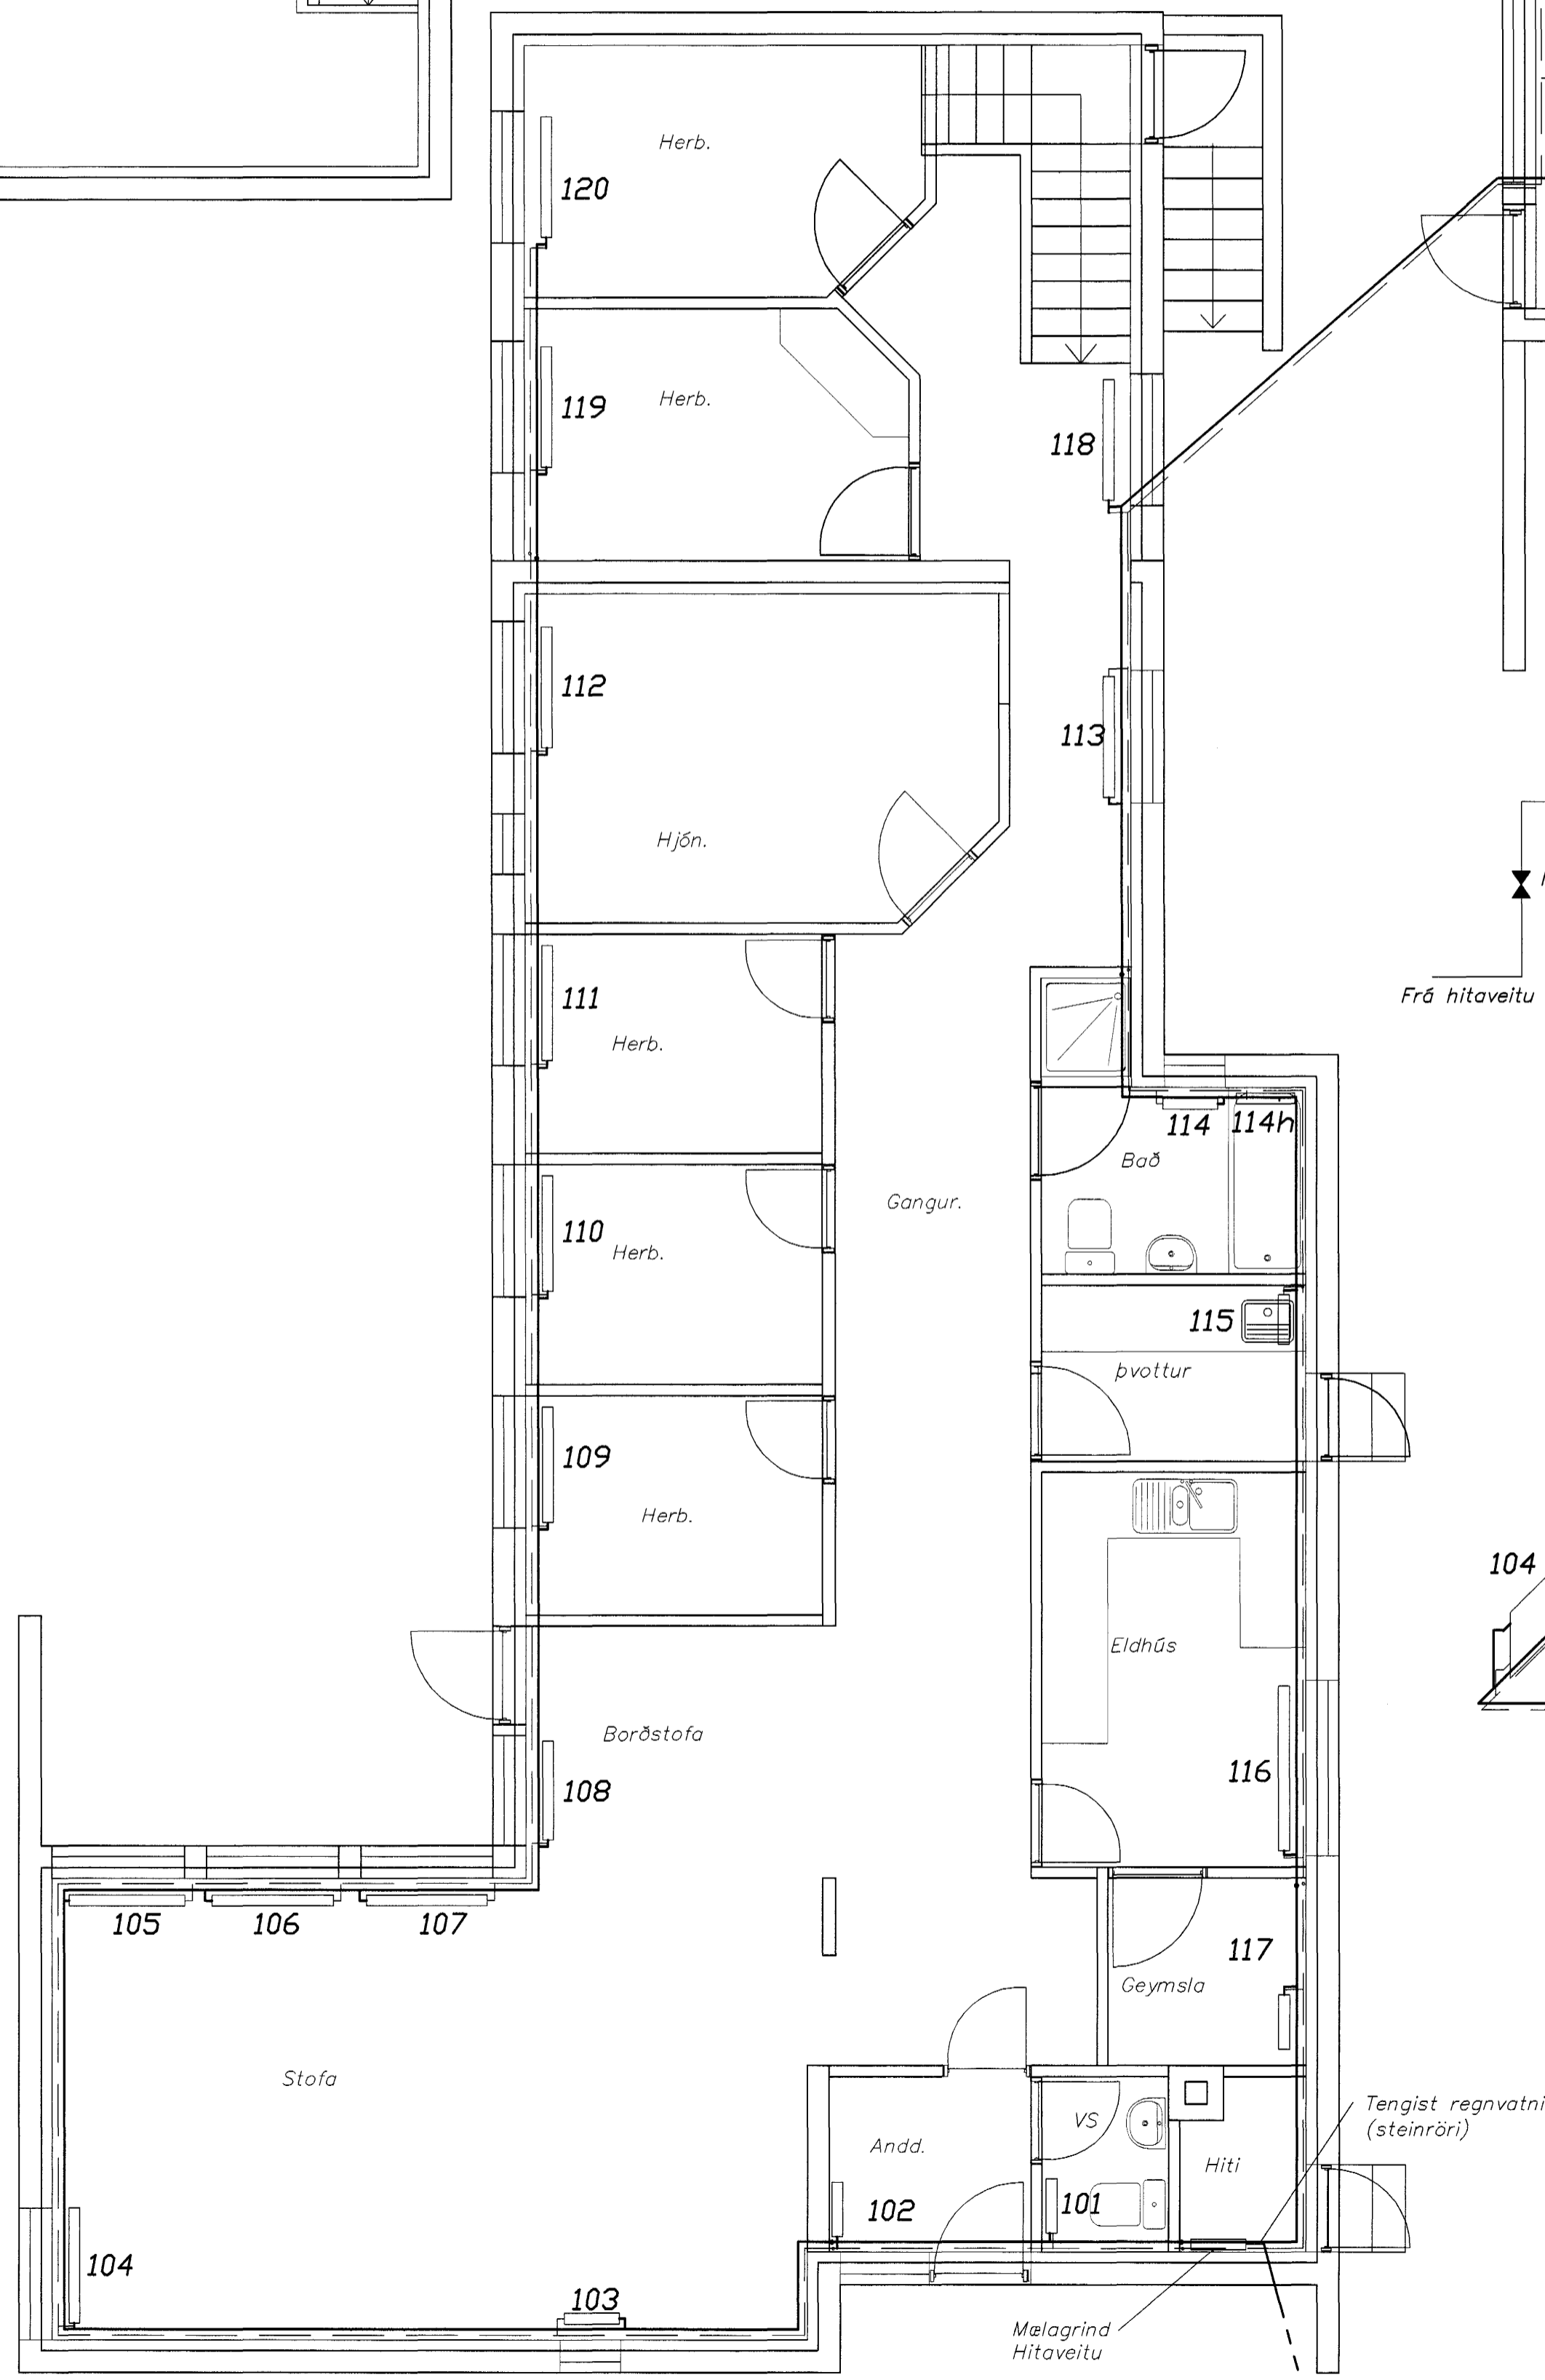 Herb.
120
119
Herb.
118
112
113
Hjón.
111
Herb.
Frá hitaveitu
114
114h
Bað
Gangur.
110
Herb.
115
þvottur
109
Herb.
104
Eldhús
Borðstofa
108
116
105
106
107
117
Geymsla
Stofa
Andd.
VS
Hiti
Tengist regnvatni
(steinröri)
102
101
104
103
Mælagrind
Hitaveitu